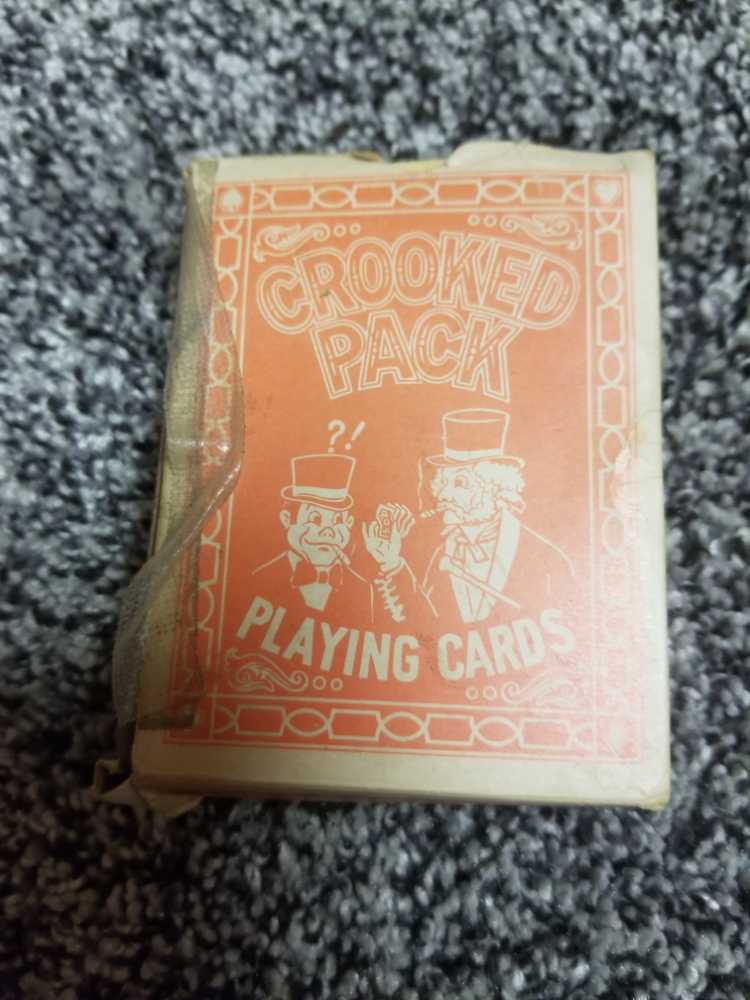 CROOKED
PACK
?!
PLAYING CARDS